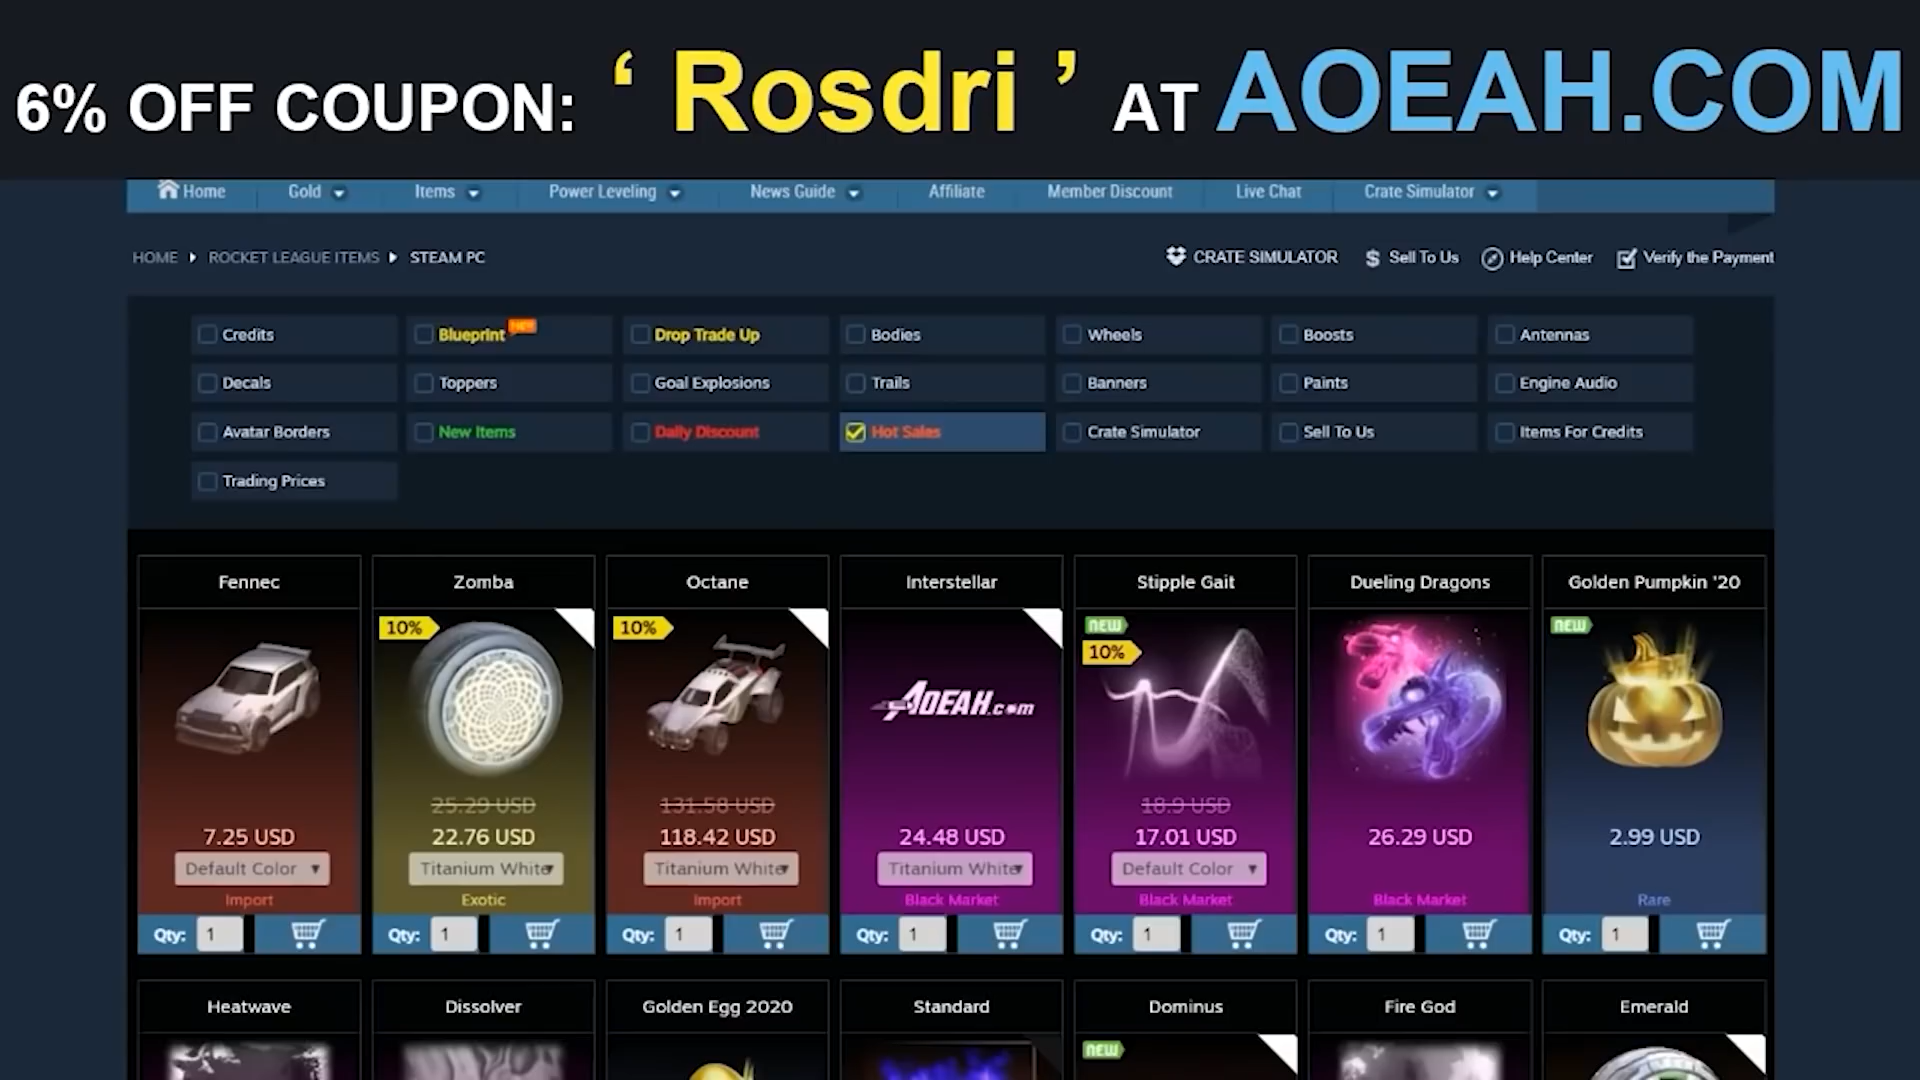 6% OFF COUPON: ‘ Rosdri ’ AT AOEAH.COM
Home Gold Items Power Leveling News Guide Affiliate Member Discount Live Chat Crate Simulator
HOME ROCKET LEAGUE ITEMS STEAM PC CRATE SIMULATOR $ Sell To Us Help Center Verify the Payment
Credits Blueprint NEW Drop Trade Up Bodies Wheels Boosts Antennas
Decals Toppers Goal Explosions Trails Banners Paints Engine Audio
Avatar Borders New Items Daily Discount Hot Sales Crate Simulator Sell To Us Items For Credits
Trading Prices
Fennec Zomba Octane Interstellar Stipple Gait Dueling Dragons Golden Pumpkin '20
10% 10% NEW NEW
10%
AOEAH.com
25.29 USD 131.58 USD 18.9 USD
7.25 USD 22.76 USD 118.42 USD 24.48 USD 17.01 USD 26.29 USD 2.99 USD
Default Color Titanium White Titanium White Titanium White Default Color
Import Exotic Import Black Market Black Market Black Market Rare
Qty: 1 Qty: 1 Qty: 1 Qty: 1 Qty: 1 Qty: 1 Qty: 1
Heatwave Dissolver Golden Egg 2020 Standard Dominus Fire God Emerald
NEW